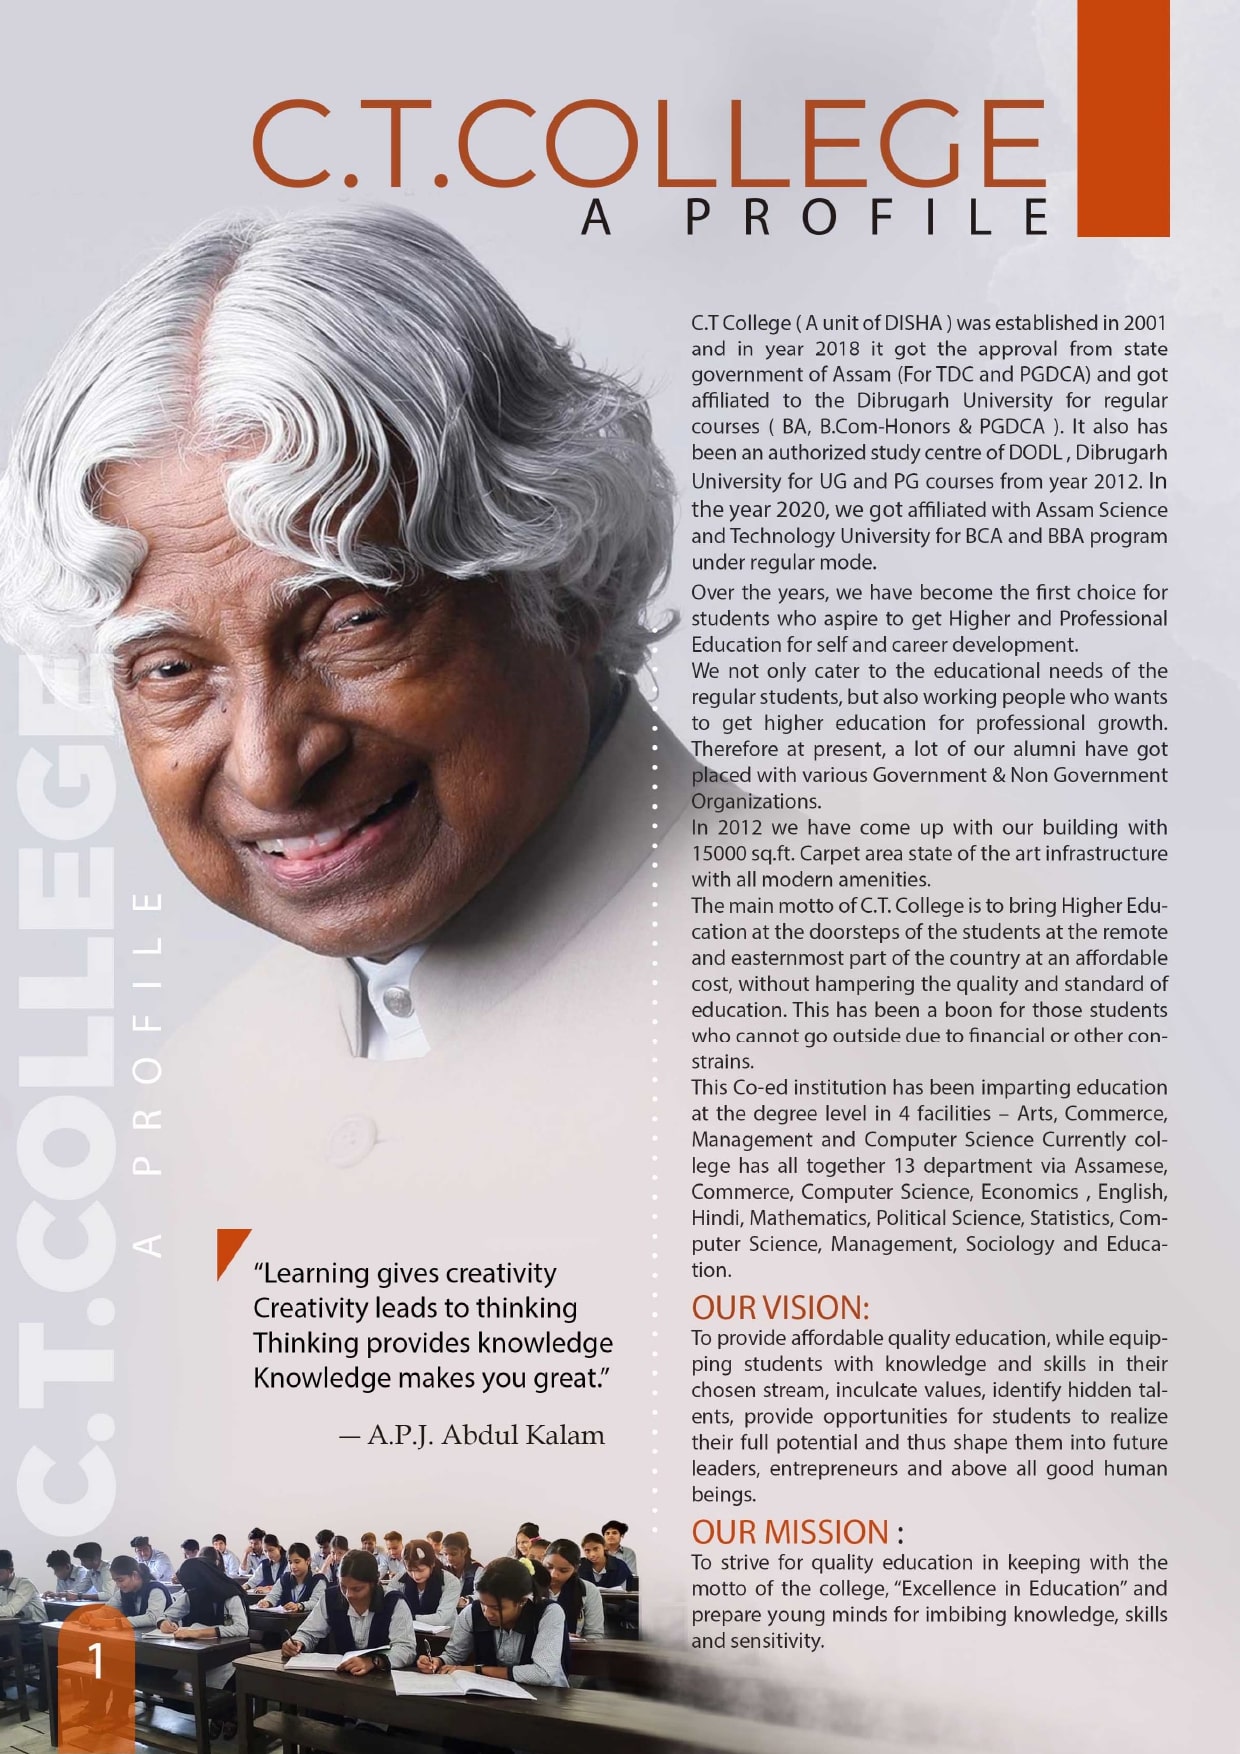 C.T.COLLEGE
A PROFILE
C.T College ( A unit of DISHA ) was established in 2001
and in year 2018 it got the approval from state
government of Assam (For TDC and PGDCA) and got
affiliated to the Dibrugarh University for regular
courses ( BA, B.Com-Honors & PGDCA ). It also has
been an authorized study centre of DODL , Dibrugarh
University for UG and PG courses from year 2012. In
the year 2020, we got affiliated with Assam Science
and Technology University for BCA and BBA program
under regular mode.
Over the years, we have become the first choice for
students who aspire to get Higher and Professional
Education for self and career development.
We not only cater to the educational needs of the
regular students, but also working people who wants
to get higher education for professional growth.
Therefore at present, a lot of our alumni have got
placed with various Government & Non Government
Organizations.
In 2012 we have come up with our building with
15000 sq.ft. Carpet area state of the art infrastructure
with all modern amenities.
The main motto of C.T. College is to bring Higher Edu-
cation at the doorsteps of the students at the remote
and easternmost part of the country at an affordable
cost, without hampering the quality and standard of
education. This has been a boon for those students
who cannot go outside due to financial or other con-
strains.
This Co-ed institution has been imparting education
at the degree level in 4 facilities – Arts, Commerce,
Management and Computer Science Currently col-
lege has all together 13 department via Assamese,
Commerce, Computer Science, Economics , English,
Hindi, Mathematics, Political Science, Statistics, Com-
puter Science, Management, Sociology and Educa-
tion.
OUR VISION:
To provide affordable quality education, while equip-
ping students with knowledge and skills in their
chosen stream, inculcate values, identify hidden tal-
ents, provide opportunities for students to realize
their full potential and thus shape them into future
leaders, entrepreneurs and above all good human
beings.
OUR MISSION :
To strive for quality education in keeping with the
motto of the college, “Excellence in Education” and
prepare young minds for imbibing knowledge, skills
and sensitivity.
“Learning gives creativity
Creativity leads to thinking
Thinking provides knowledge
Knowledge makes you great.”
— A.P.J. Abdul Kalam
C.T.COLLEGE
A PROFILE
1